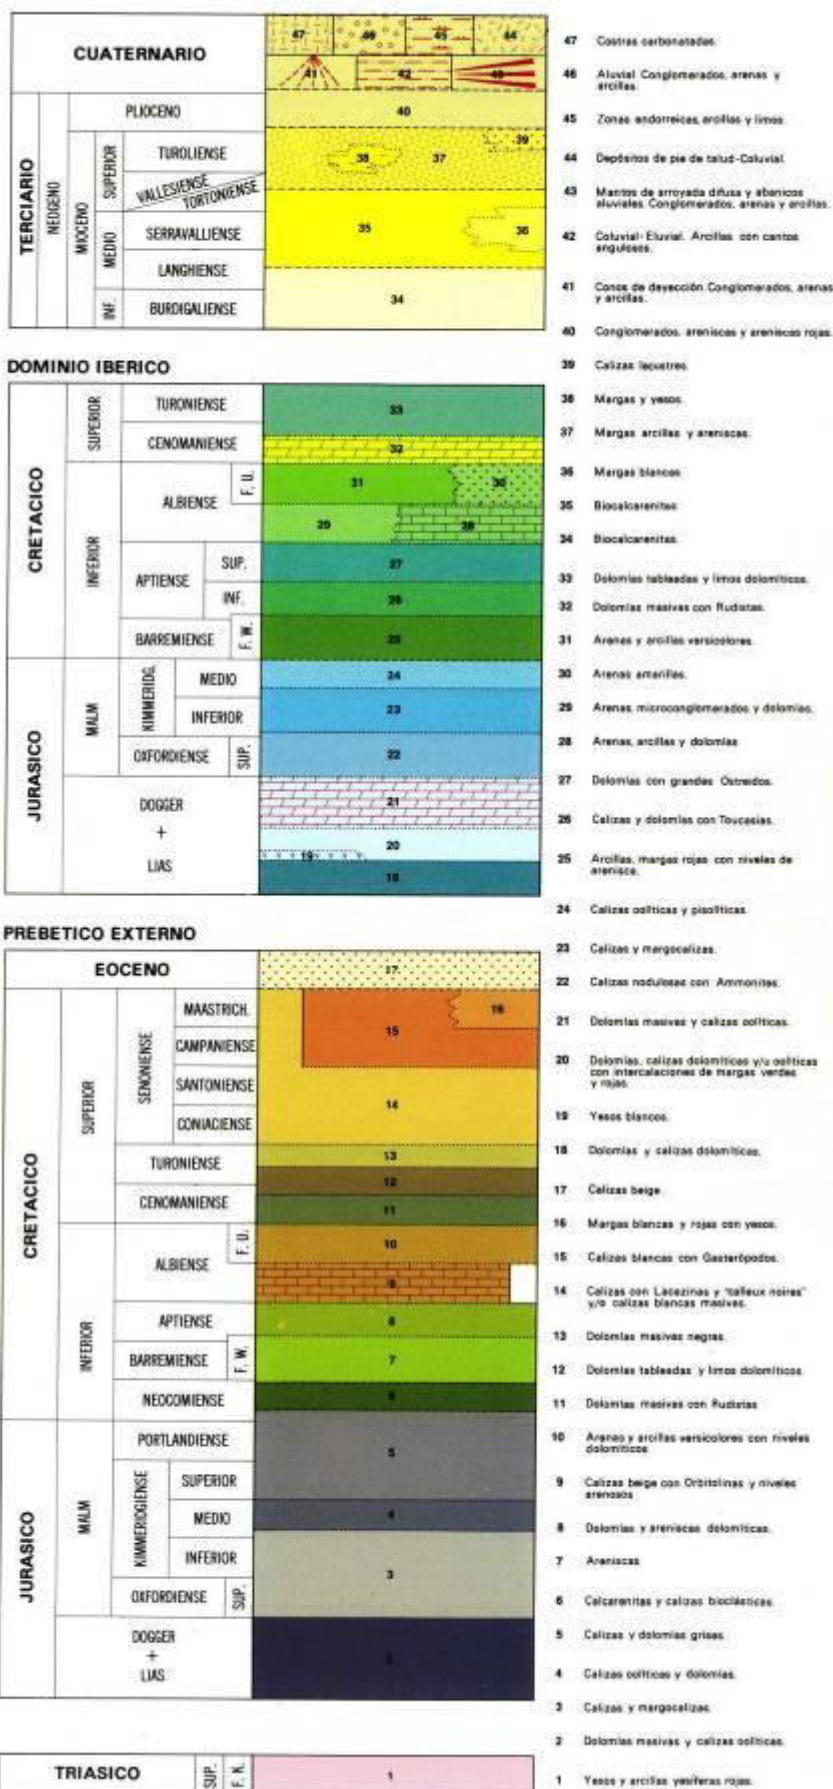 CUATERNARIO
47 46 45 44
41 42 43
TERCIARIO
NEOGENO
PLIOCENO
40
MIOCENO
SUPERIOR
TUROLIENSE
38 37 39
VALLESIENSE
TORTONIENSE
MEDIO
SERRAVALLIENSE
35 36
LANGHIENSE
INF.
BURDIGALIENSE
34
DOMINIO IBERICO
CRETACICO
SUPERIOR
TURONIENSE
33
CENOMANIENSE
32
INFERIOR
ALBIENSE
F. U.
31 30
29 28
APTIENSE
SUP.
27
INF.
26
BARREMIENSE
F. W.
25
JURASICO
MALM
KIMMERIDG.
MEDIO
24
INFERIOR
23
OXFORDIENSE
SUP.
22
DOGGER
+
LIAS
21
20
19
18
PREBETICO EXTERNO
EOCENO
17
CRETACICO
SUPERIOR
SENONIENSE
MAASTRICH.
16
15
CAMPANIENSE
SANTONIENSE
14
CONIACIENSE
TURONIENSE
13
12
CENOMANIENSE
11
INFERIOR
ALBIENSE
F. U.
10
9
APTIENSE
8
BARREMIENSE
F. W.
7
NEOCOMIENSE
6
JURASICO
MALM
PORTLANDIENSE
5
KIMMERIDGIENSE
SUPERIOR
MEDIO
4
INFERIOR
3
OXFORDIENSE
SUP.
DOGGER
+
LIAS
2
TRIASICO
SUP.
F. K.
1
47 Costras carbonatadas.
46 Aluvial Conglomerados, arenas y
arcillas.
45 Zonas endorreicas, arcillas y limos
44 Depósitos de pie de talud-Coluvial.
43 Mantos de arroyada difusa y abanicos
aluviales. Conglomerados, arenas y arcillas.
42 Coluvial-Eluvial. Arcillas con cantos
angulosos.
41 Conos de deyección Conglomerados, arenas
y arcillas.
40 Conglomerados, areniscas y areniscas rojas.
39 Calizas lacustres.
38 Margas y yesos.
37 Margas arcillas y areniscas.
36 Margas blancas
35 Biocalcarenitas
34 Biocalcarenitas.
33 Dolomías tableadas y limos dolomíticos.
32 Dolomías masivas con Rudistas.
31 Arenas y arcillas versicolores.
30 Arenas amarillas.
29 Arenas, microconglomerados y dolomías.
28 Arenas, arcillas y dolomías
27 Dolomías con grandes Ostreidos.
26 Calizas y dolomías con Toucasias.
25 Arcillas, margas rojas con niveles de
arenisca.
24 Calizas oolíticas y pisolíticas.
23 Calizas y margocalizas.
22 Calizas nodulosas con Ammonites.
21 Dolomías masivas y calizas oolíticas.
20 Dolomías, calizas dolomíticas y/u oolíticas
con intercalaciones de margas verdes
y rojas.
19 Yesos blancos.
18 Dolomías y calizas dolomíticas.
17 Calizas beige.
16 Margas blancas y rojas con yesos.
15 Calizas blancas con Gasterópodos.
14 Calizas con Lacazinas y "cailleux noires"
y/o calizas blancas masivas.
13 Dolomías masivas negras.
12 Dolomías tableadas y limos dolomíticos
11 Dolomías masivas con Rudistas
10 Arenas y arcillas versicolores con niveles
dolomíticos
9 Calizas beige con Orbitolinas y niveles
arenosos
8 Dolomías y areniscas dolomíticas.
7 Areniscas
6 Calcarenitas y calizas bioclásticas.
5 Calizas y dolomías grises.
4 Calizas oolíticas y dolomías.
3 Calizas y margocalizas.
2 Dolomías masivas y calizas oolíticas.
1 Yesos y arcillas yesíferas rojas.